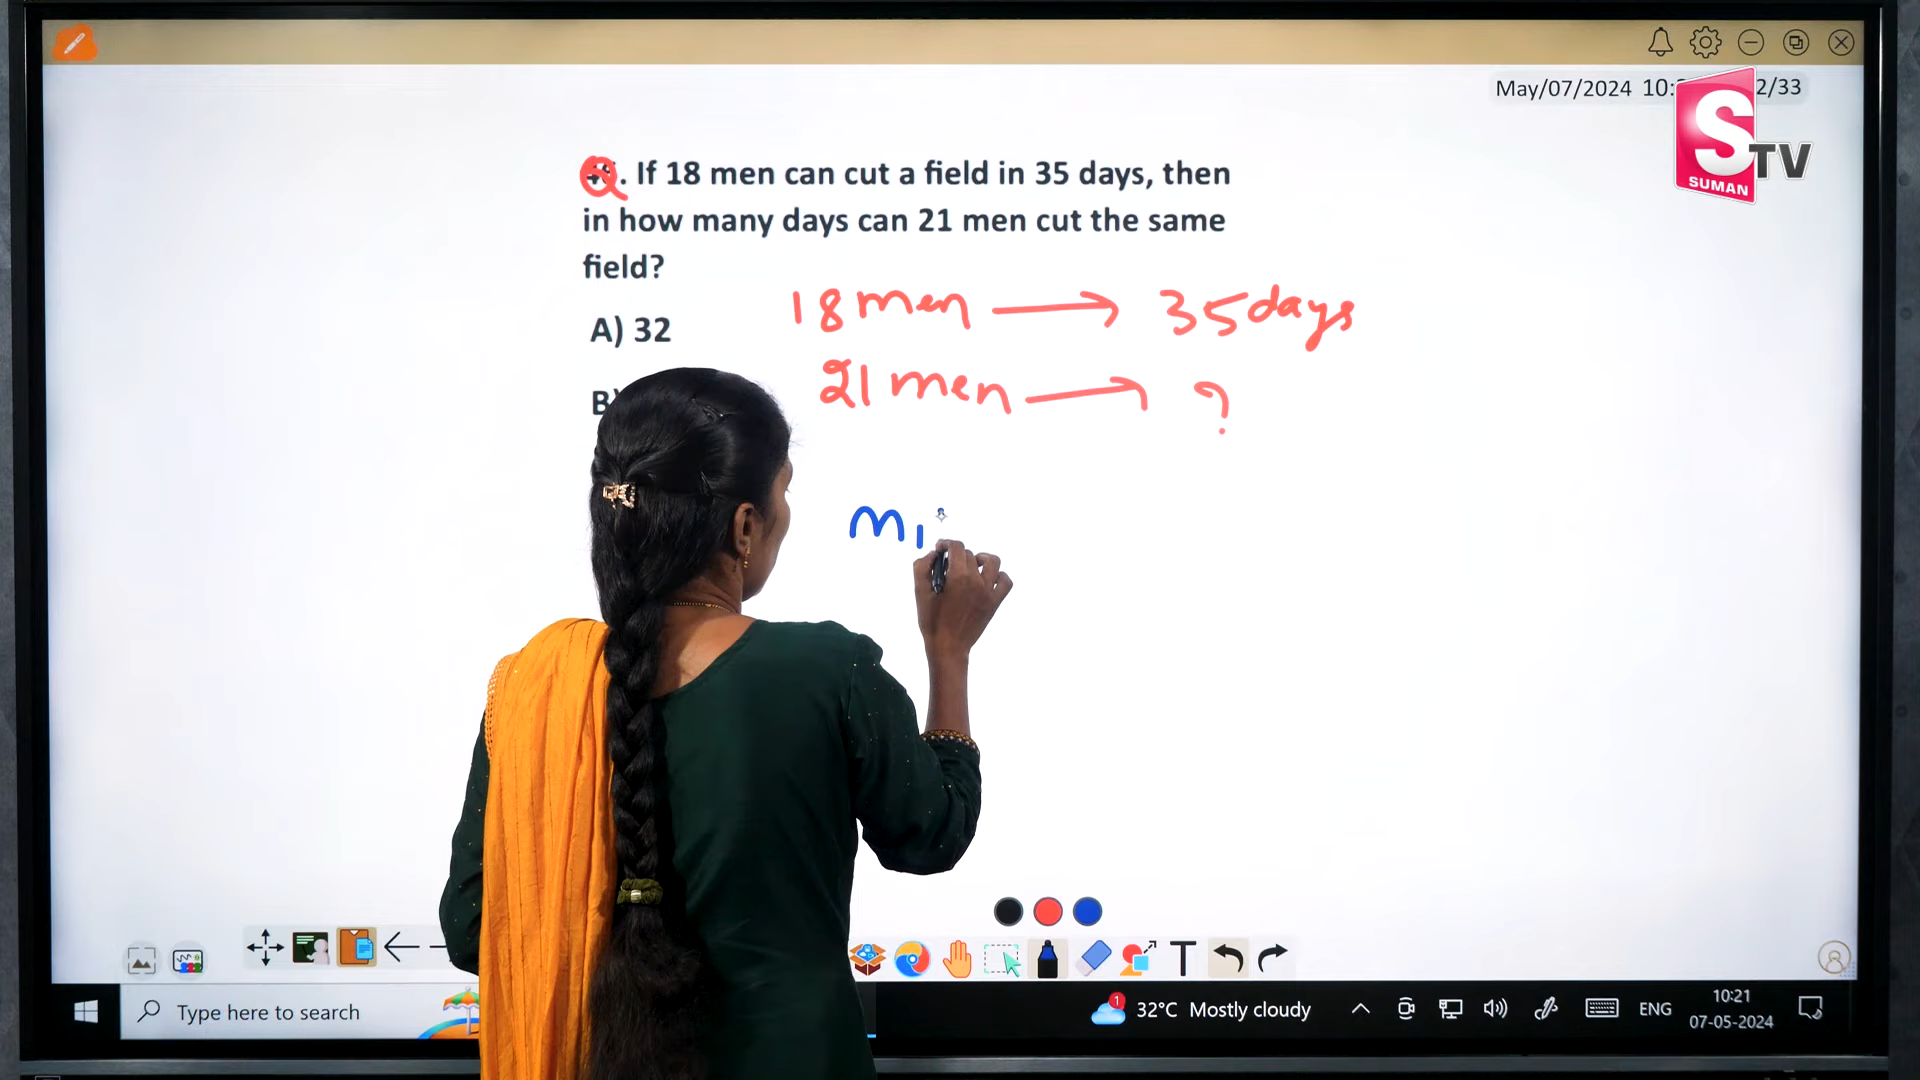 May/07/2024 10: 2/33
S TV
SUMAN
Q. If 18 men can cut a field in 35 days, then
in how many days can 21 men cut the same
field?
18 men → 35 days
A) 32
21 men → ?
B)
M1
Type here to search
1
32°C Mostly cloudy
ENG
10:21
07-05-2024